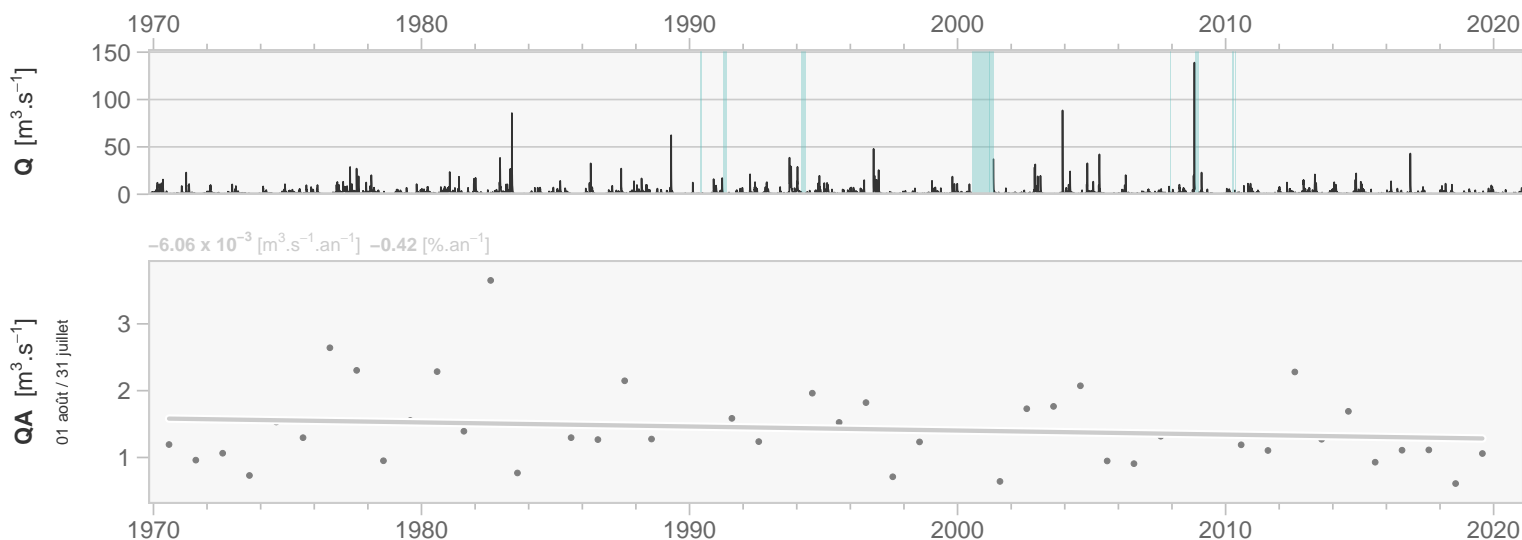 1970 1980 1990 2000 2010 2020
Q [m³.s⁻¹]
150
100
50
0
−6.06 x 10⁻³ [m³.s⁻¹.an⁻¹] −0.42 [%.an⁻¹]
QA [m³.s⁻¹]
01 août / 31 juillet
3
2
1
1970 1980 1990 2000 2010 2020